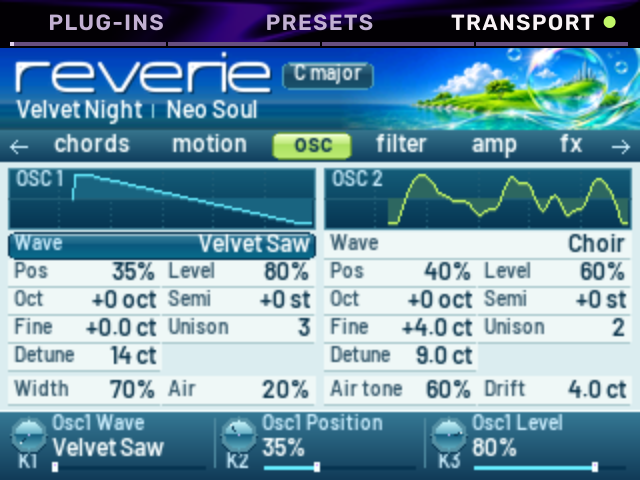 PLUG-INS PRESETS TRANSPORT
reverie C major
Velvet Night | Neo Soul
← chords motion osc filter amp fx →
OSC 1 OSC 2
Wave Velvet Saw Wave Choir
Pos 35% Level 80% Pos 40% Level 60%
Oct +0 oct Semi +0 st Oct +0 oct Semi +0 st
Fine +0.0 ct Unison 3 Fine +4.0 ct Unison 2
Detune 14 ct Detune 9.0 ct
Width 70% Air 20% Air tone 60% Drift 4.0 ct
Osc1 Wave Osc1 Position Osc1 Level
Velvet Saw 35% 80%
K1 K2 K3